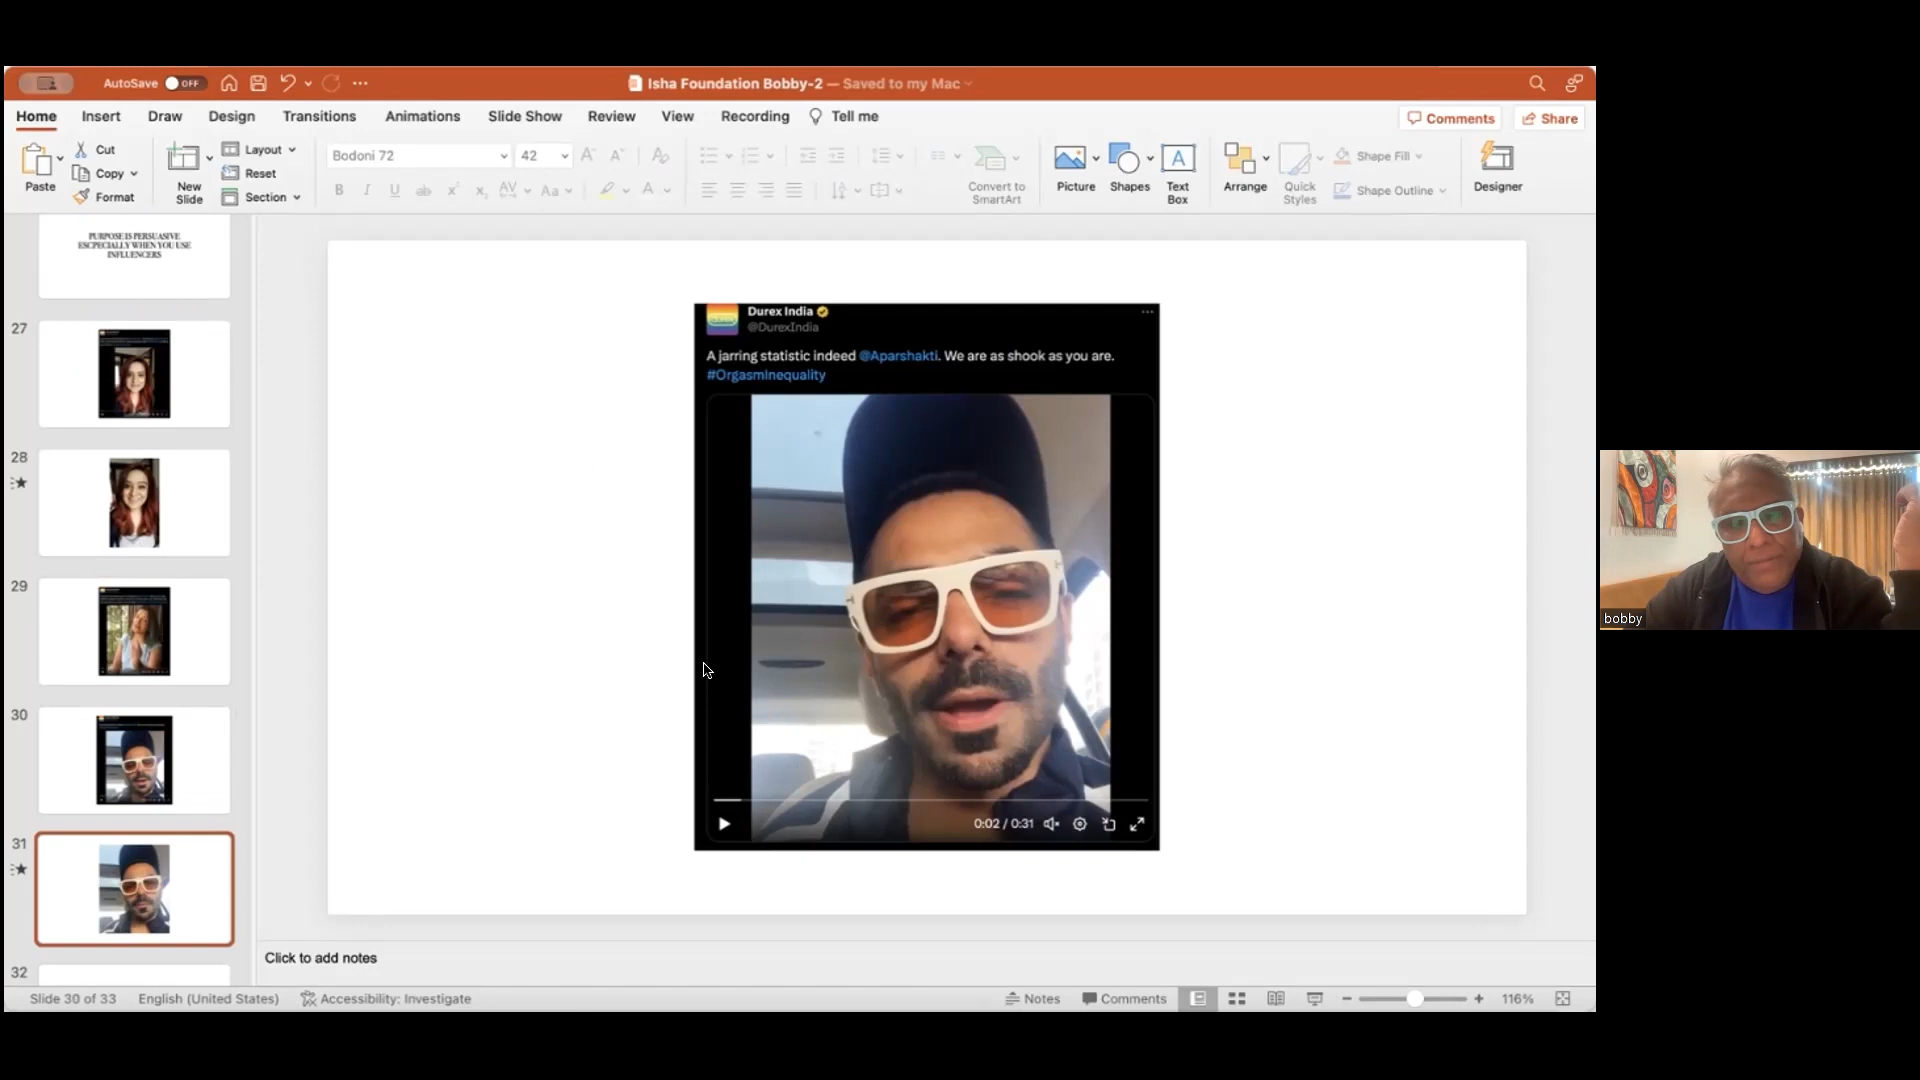 AutoSave OFF
Isha Foundation Bobby-2 — Saved to my Mac
Home Insert Draw Design Transitions Animations Slide Show Review View Recording Tell me
Comments Share
Paste
Cut
Copy
Format
New
Slide
Layout
Reset
Section
Bodoni 72 42
Convert to
SmartArt
Picture
Shapes
Text
Box
Arrange
Quick
Styles
Shape Fill
Shape Outline
Designer
PURPOSE IS PERSUASIVE
ESCPECIALLY WHEN YOU USE
INFLUENCERS
27
28
29
30
31
32
Durex India
@DurexIndia
A jarring statistic indeed @Aparshakti. We are as shook as you are.
#OrgasmInequality
0:02 / 0:31
bobby
Click to add notes
Slide 30 of 33 English (United States) Accessibility: Investigate
Notes Comments 116%